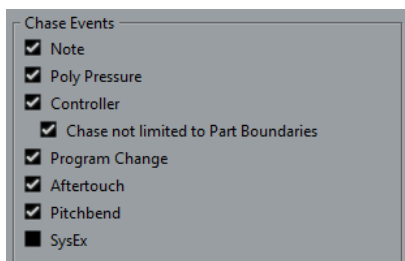 Chase Events
Note
Poly Pressure
Controller
Chase not limited to Part Boundaries
Program Change
Aftertouch
Pitchbend
SysEx